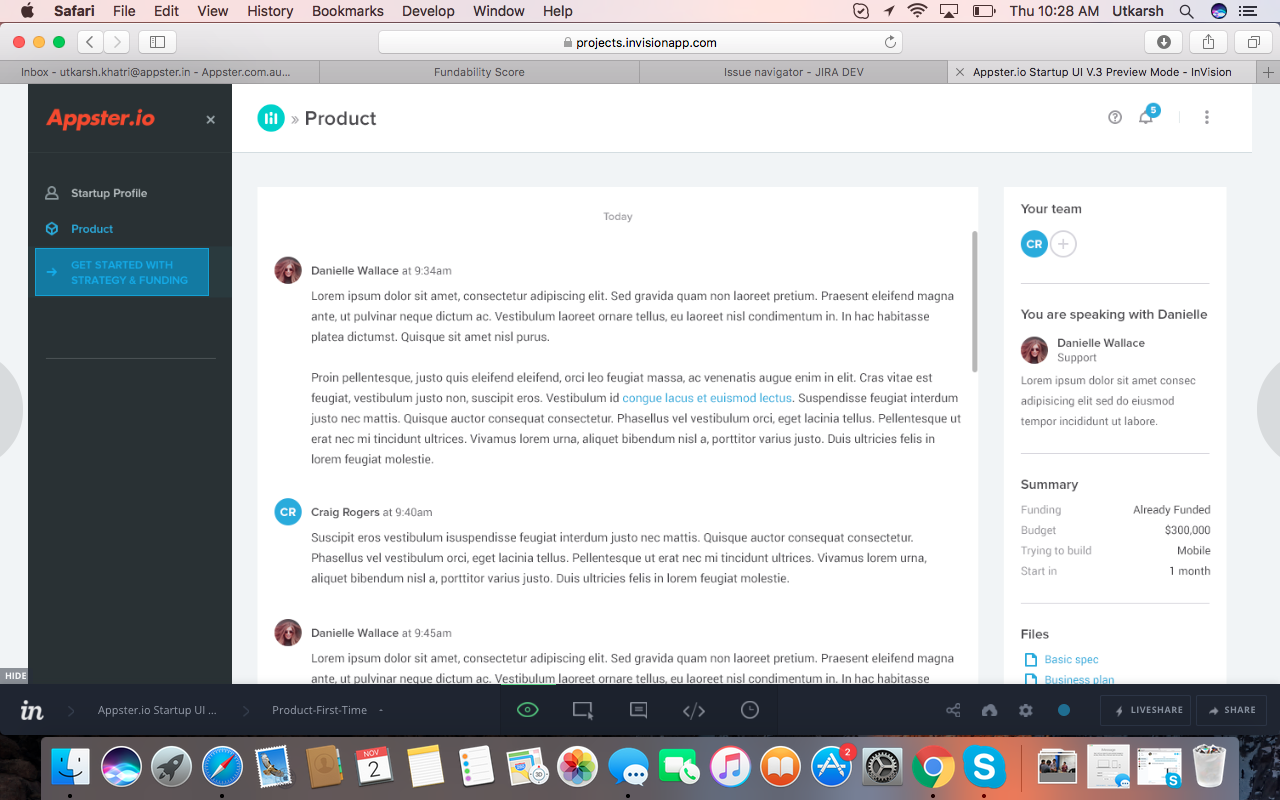 Safari File Edit View History Bookmarks Develop Window Help Thu 10:28 AM Utkarsh
projects.invisionapp.com
Inbox - utkarsh.khatri@appster.in - Appster.com.au... Fundability Score Issue navigator - JIRA DEV Appster.io Startup UI V.3 Preview Mode - InVision
Appster.io
» Product
5
Startup Profile
Product
GET STARTED WITH
STRATEGY & FUNDING
Today
Danielle Wallace at 9:34am
Lorem ipsum dolor sit amet, consectetur adipiscing elit. Sed gravida quam non laoreet pretium. Praesent eleifend magna
ante, ut pulvinar neque dictum ac. Vestibulum laoreet ornare tellus, eu laoreet nisl condimentum in. In hac habitasse
platea dictumst. Quisque sit amet nisl purus.
Proin pellentesque, justo quis eleifend eleifend, orci leo feugiat massa, ac venenatis augue enim in elit. Cras vitae est
feugiat, vestibulum justo non, suscipit eros. Vestibulum id congue lacus et euismod lectus. Suspendisse feugiat interdum
justo nec mattis. Quisque auctor consequat consectetur. Phasellus vel vestibulum orci, eget lacinia tellus. Pellentesque ut
erat nec mi tincidunt ultrices. Vivamus lorem urna, aliquet bibendum nisl a, porttitor varius justo. Duis ultricies felis in
lorem feugiat molestie.
CR
Craig Rogers at 9:40am
Suscipit eros vestibulum isuspendisse feugiat interdum justo nec mattis. Quisque auctor consequat consectetur.
Phasellus vel vestibulum orci, eget lacinia tellus. Pellentesque ut erat nec mi tincidunt ultrices. Vivamus lorem urna,
aliquet bibendum nisl a, porttitor varius justo. Duis ultricies felis in lorem feugiat molestie.
Danielle Wallace at 9:45am
Lorem ipsum dolor sit amet, consectetur adipiscing elit. Sed gravida quam non laoreet pretium. Praesent eleifend magna
ante, ut pulvinar neque dictum ac. Vestibulum laoreet ornare tellus, eu laoreet nisl condimentum in. In hac habitasse
Your team
CR
You are speaking with Danielle
Danielle Wallace
Support
Lorem ipsum dolor sit amet consec
adipisicing elit sed do eiusmod
tempor incididunt ut labore.
Summary
Funding Already Funded
Budget $300,000
Trying to build Mobile
Start in 1 month
Files
Basic spec
Business plan
HIDE
in Appster.io Startup UI ... Product-First-Time - LIVESHARE SHARE
NOV
2
30
2